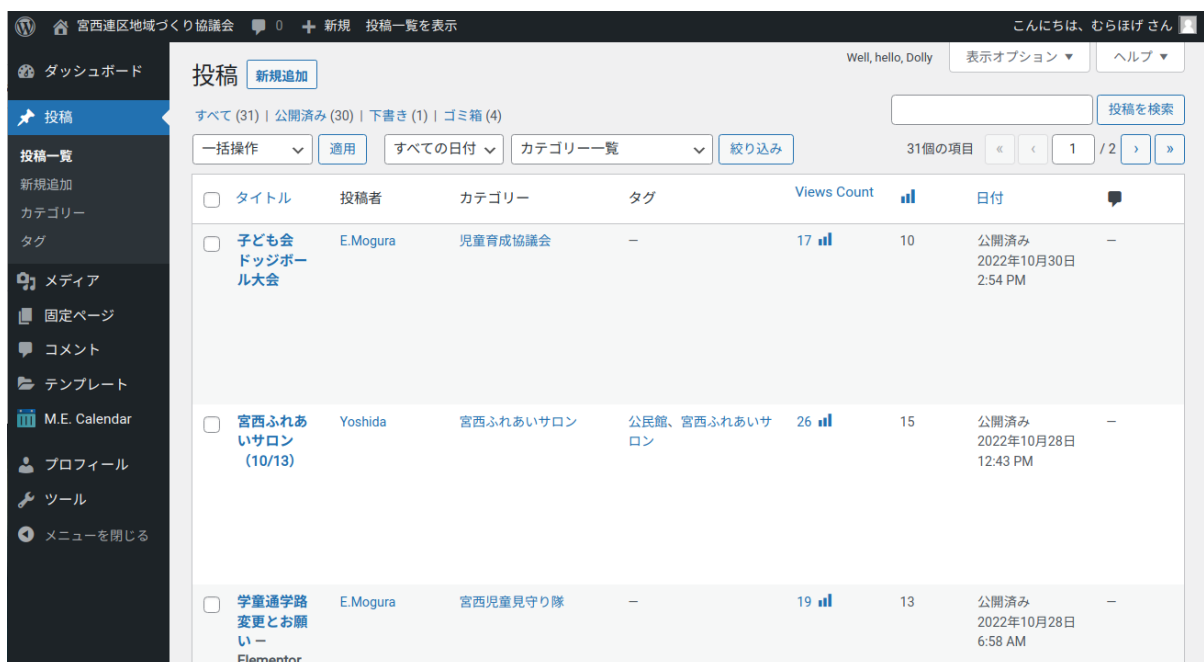 宮西連区地域づくり協議会 0 新規 投稿一覧を表示 こんにちは、むらほげ さん
Well, hello, Dolly 表示オプション ▼ ヘルプ ▼
ダッシュボード
投稿
投稿一覧
新規追加
カテゴリー
タグ
メディア
固定ページ
コメント
テンプレート
M.E. Calendar
プロフィール
ツール
メニューを閉じる
投稿 新規追加
すべて (31) | 公開済み (30) | 下書き (1) | ゴミ箱 (4)
投稿を検索
一括操作 適用 すべての日付 カテゴリー一覧 絞り込み 31個の項目 « ‹ 1 / 2 › »
タイトル 投稿者 カテゴリー タグ Views Count 日付
子ども会 E.Mogura 児童育成協議会 — 17 10 公開済み —
ドッジボー 2022年10月30日
ル大会 2:54 PM
宮西ふれあ Yoshida 宮西ふれあいサロン 公民館、宮西ふれあいサ 26 15 公開済み —
いサロン ロン 2022年10月28日
（10/13） 12:43 PM
学童通学路 E.Mogura 宮西児童見守り隊 — 19 13 公開済み —
変更とお願 2022年10月28日
い — 6:58 AM
Elementor